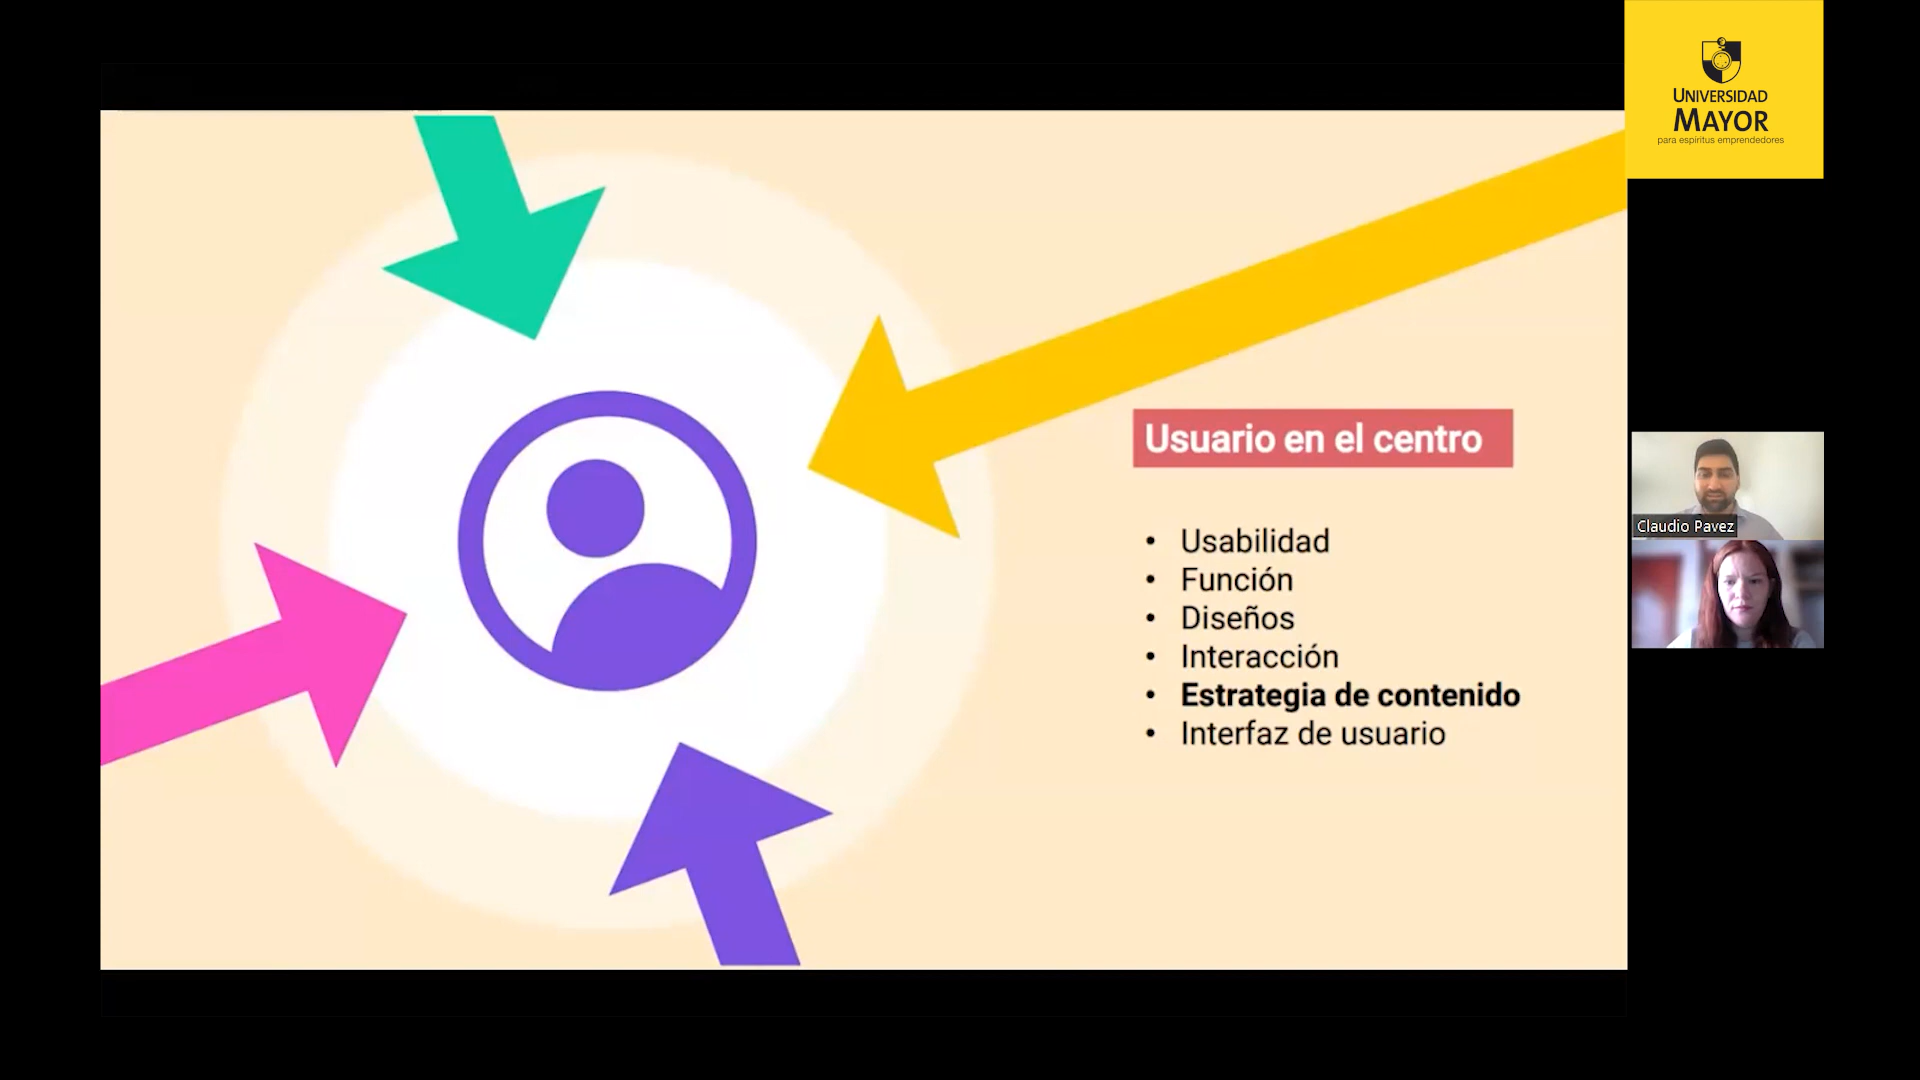 UNIVERSIDAD
MAYOR
para espíritus emprendedores
Usuario en el centro
• Usabilidad
• Función
• Diseños
• Interacción
• Estrategia de contenido
• Interfaz de usuario
Claudio Pavez